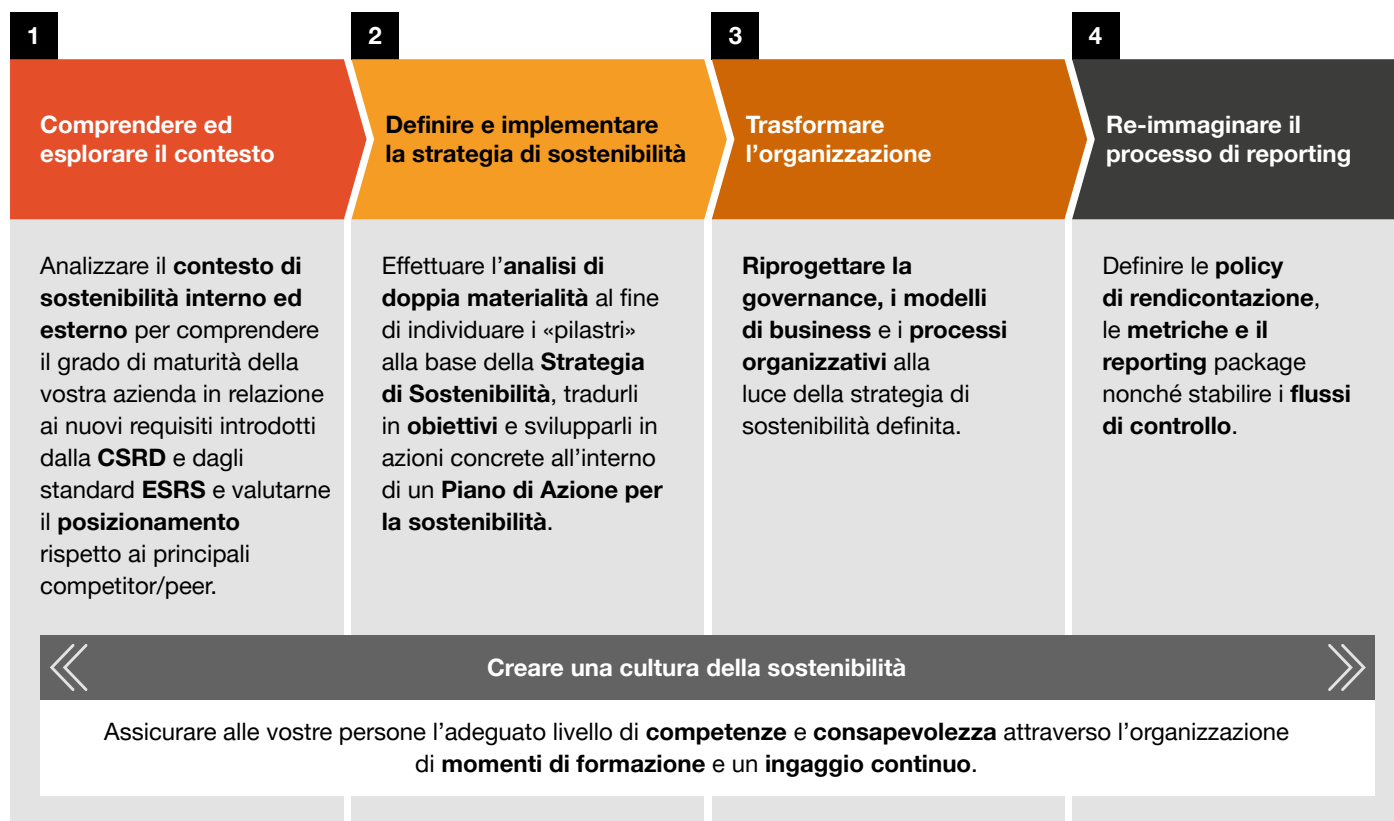 1
Comprendere ed
esplorare il contesto
Analizzare il contesto di
sostenibilità interno ed
esterno per comprendere
il grado di maturità della
vostra azienda in relazione
ai nuovi requisiti introdotti
dalla CSRD e dagli
standard ESRS e valutarne
il posizionamento
rispetto ai principali
competitor/peer.
2
Definire e implementare
la strategia di sostenibilità
Effettuare l’analisi di
doppia materialità al fine
di individuare i «pilastri»
alla base della Strategia
di Sostenibilità, tradurli
in obiettivi e svilupparli in
azioni concrete all’interno
di un Piano di Azione per
la sostenibilità.
3
Trasformare
l’organizzazione
Riprogettare la
governance, i modelli
di business e i processi
organizzativi alla
luce della strategia di
sostenibilità definita.
4
Re-immaginare il
processo di reporting
Definire le policy
di rendicontazione,
le metriche e il
reporting package
nonché stabilire i flussi
di controllo.
Creare una cultura della sostenibilità
Assicurare alle vostre persone l’adeguato livello di competenze e consapevolezza attraverso l’organizzazione
di momenti di formazione e un ingaggio continuo.